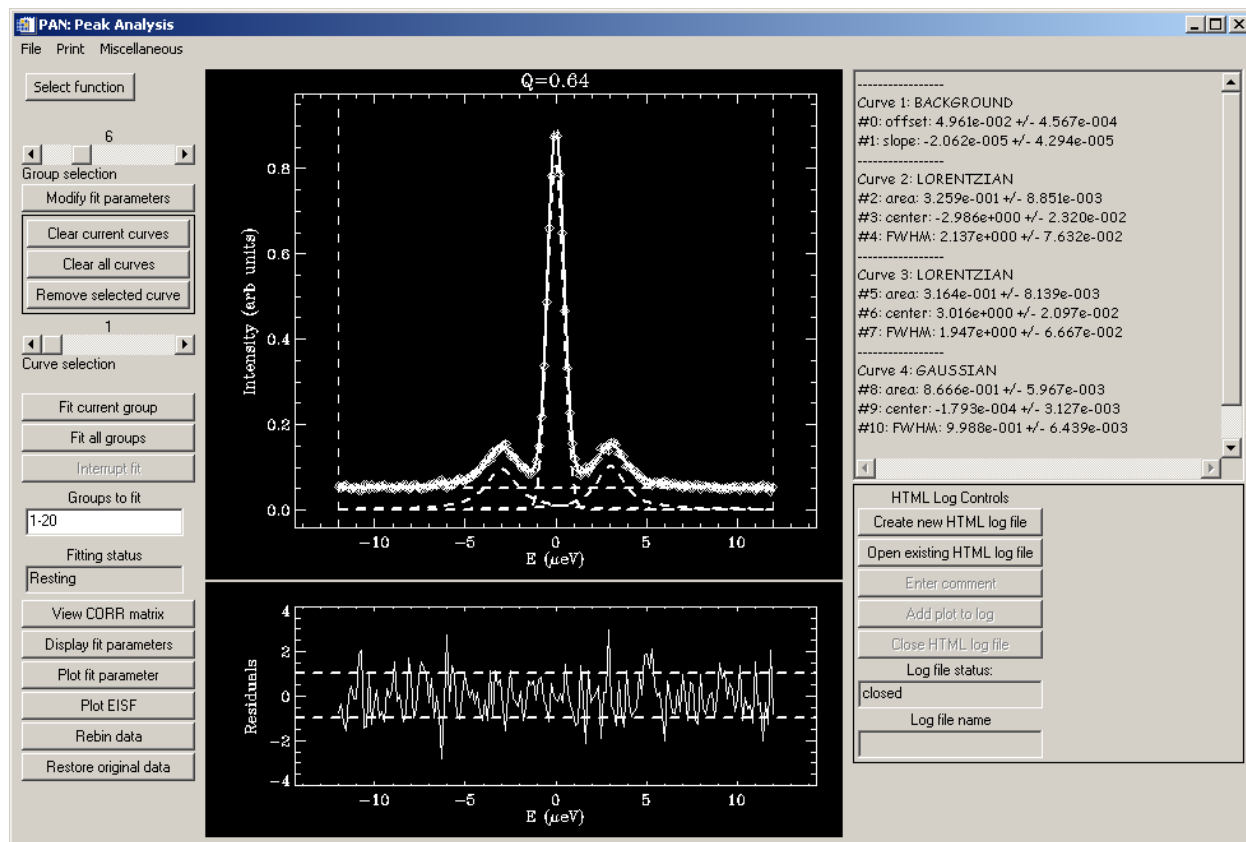 PAN: Peak Analysis
File Print Miscellaneous
Select function
6
Group selection
Modify fit parameters
Clear current curves
Clear all curves
Remove selected curve
1
Curve selection
Fit current group
Fit all groups
Interrupt fit
Groups to fit
1-20
Fitting status
Resting
View CORR matrix
Display fit parameters
Plot fit parameter
Plot EISF
Rebin data
Restore original data
Q=0.64
Intensity (arb units)
0.8
0.6
0.4
0.2
0.0
-10 -5 0 5 10
E (μeV)
Residuals
4
2
0
-2
-4
-10 -5 0 5 10
E (μeV)
-----------------
Curve 1: BACKGROUND
#0: offset: 4.961e-002 +/- 4.567e-004
#1: slope: -2.062e-005 +/- 4.294e-005
-----------------
Curve 2: LORENTZIAN
#2: area: 3.259e-001 +/- 8.851e-003
#3: center: -2.986e+000 +/- 2.320e-002
#4: FWHM: 2.137e+000 +/- 7.632e-002
-----------------
Curve 3: LORENTZIAN
#5: area: 3.164e-001 +/- 8.139e-003
#6: center: 3.016e+000 +/- 2.097e-002
#7: FWHM: 1.947e+000 +/- 6.667e-002
-----------------
Curve 4: GAUSSIAN
#8: area: 8.666e-001 +/- 5.967e-003
#9: center: -1.793e-004 +/- 3.127e-003
#10: FWHM: 9.988e-001 +/- 6.439e-003
HTML Log Controls
Create new HTML log file
Open existing HTML log file
Enter comment
Add plot to log
Close HTML log file
Log file status:
closed
Log file name